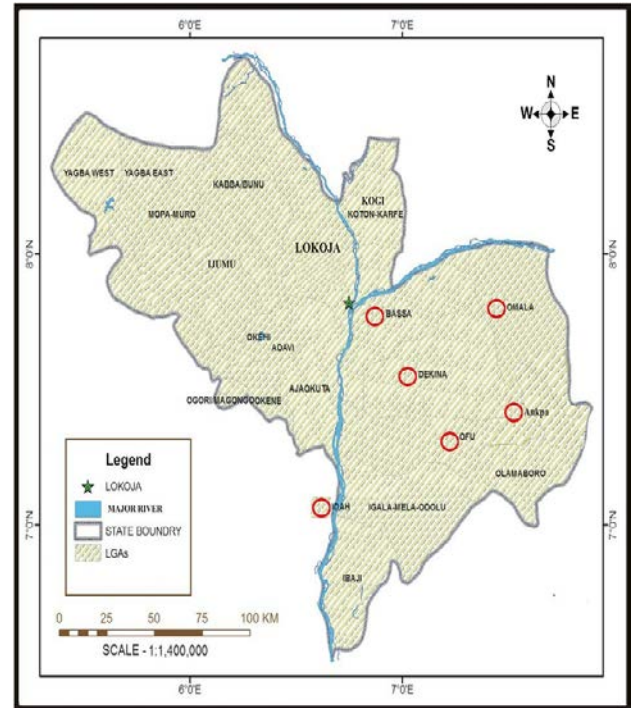 6°0'E 7°0'E
N
W E
S
YAGBA WEST YAGBA EAST
KABBA/BUNU
MOPA-MURO
KOGI
KOTON-KARFE
LOKOJA
IJUMU
8°0'N 8°0'N
BASSA
OMALA
OKEHI
ADAVI
DEKINA
AJAOKUTA
OGORI/MAGONGOOKENE
Ankpa
OFU
OLAMABORO
IDAH
IGALA-MELA-ODOLU
7°0'N 7°0'N
IBAJI
Legend
LOKOJA
MAJOR RIVER
STATE BOUNDRY
LGAs
0 25 50 75 100 KM
SCALE - 1:1,400,000
6°0'E 7°0'E